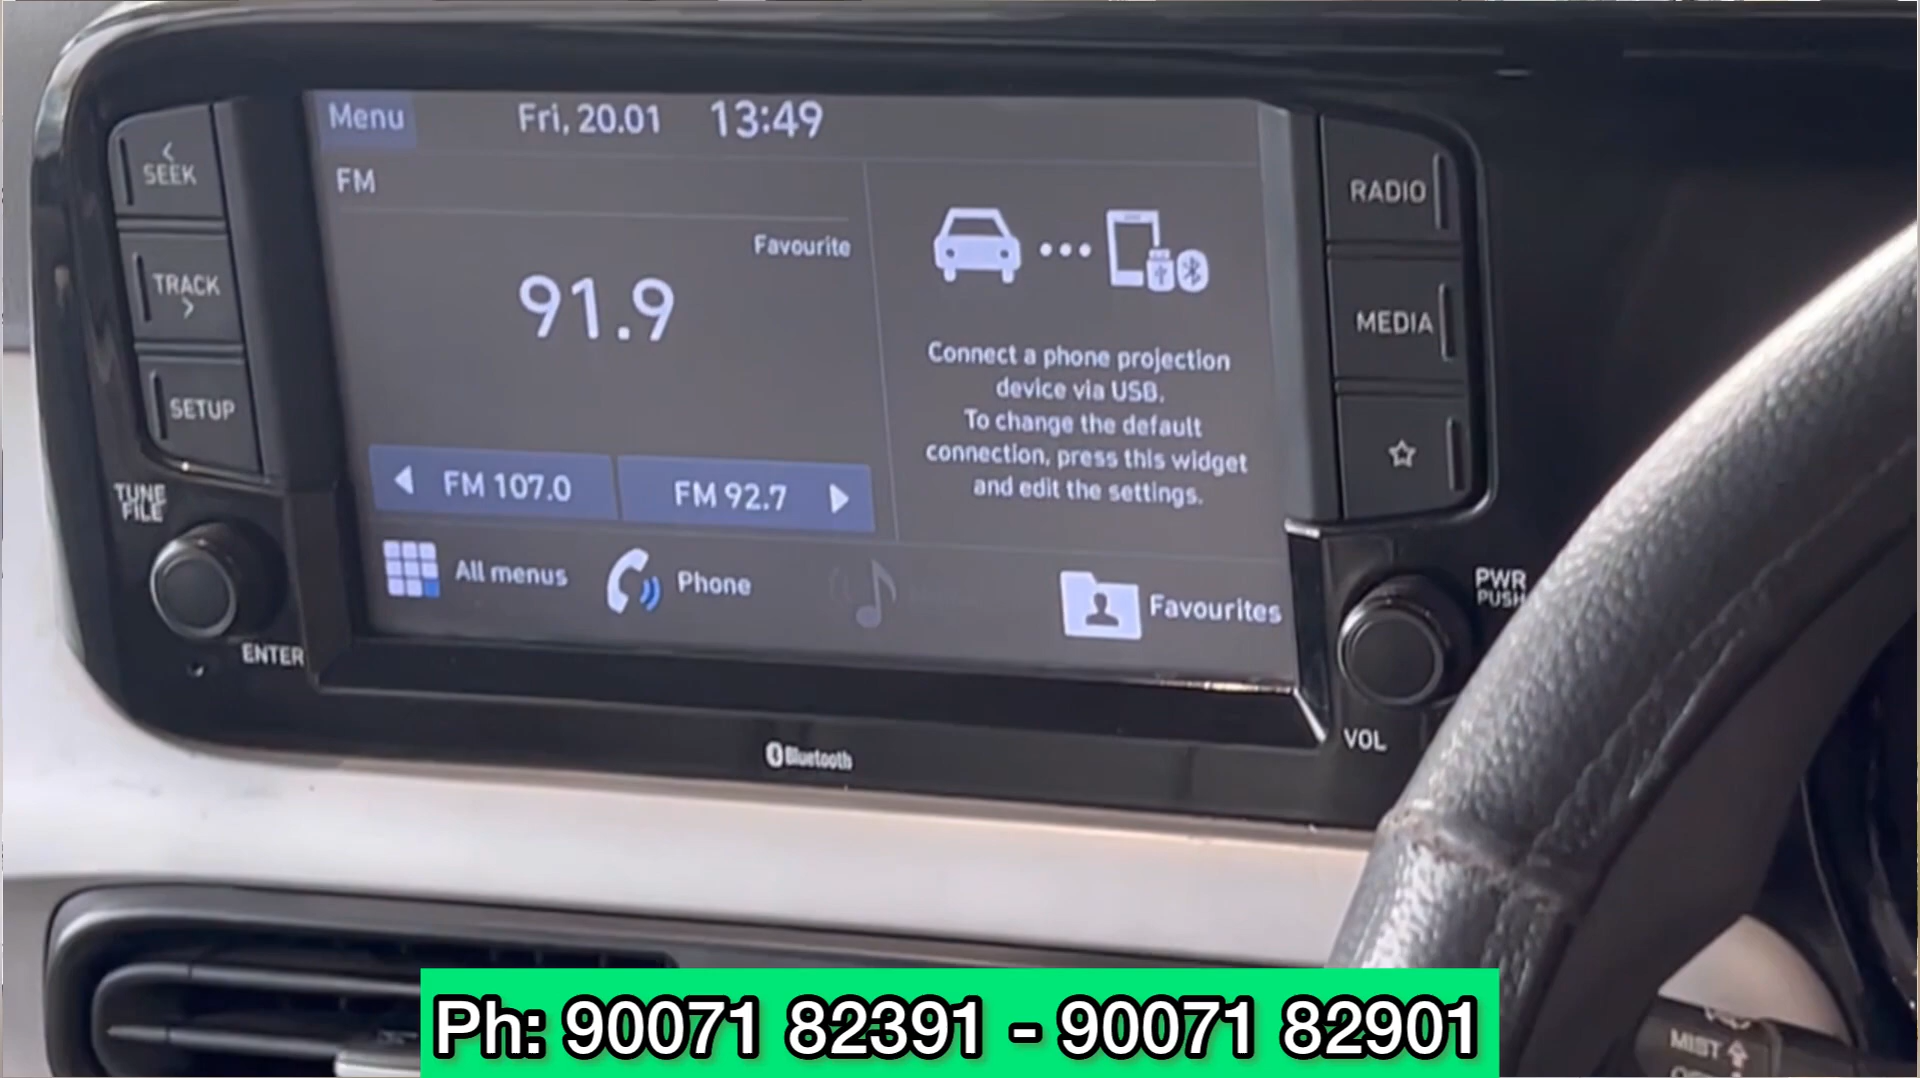 Menu
Fri, 20.01
13:49
FM
Favourite
91.9
Connect a phone projection
device via USB.
To change the default
connection, press this widget
and edit the settings.
FM 107.0
FM 92.7
All menus
Phone
Favourites
SEEK
TRACK
SETUP
TUNE
FILE
ENTER
RADIO
MEDIA
PWR
PUSH
VOL
Bluetooth
MIST
Ph: 90071 82391 - 90071 82901